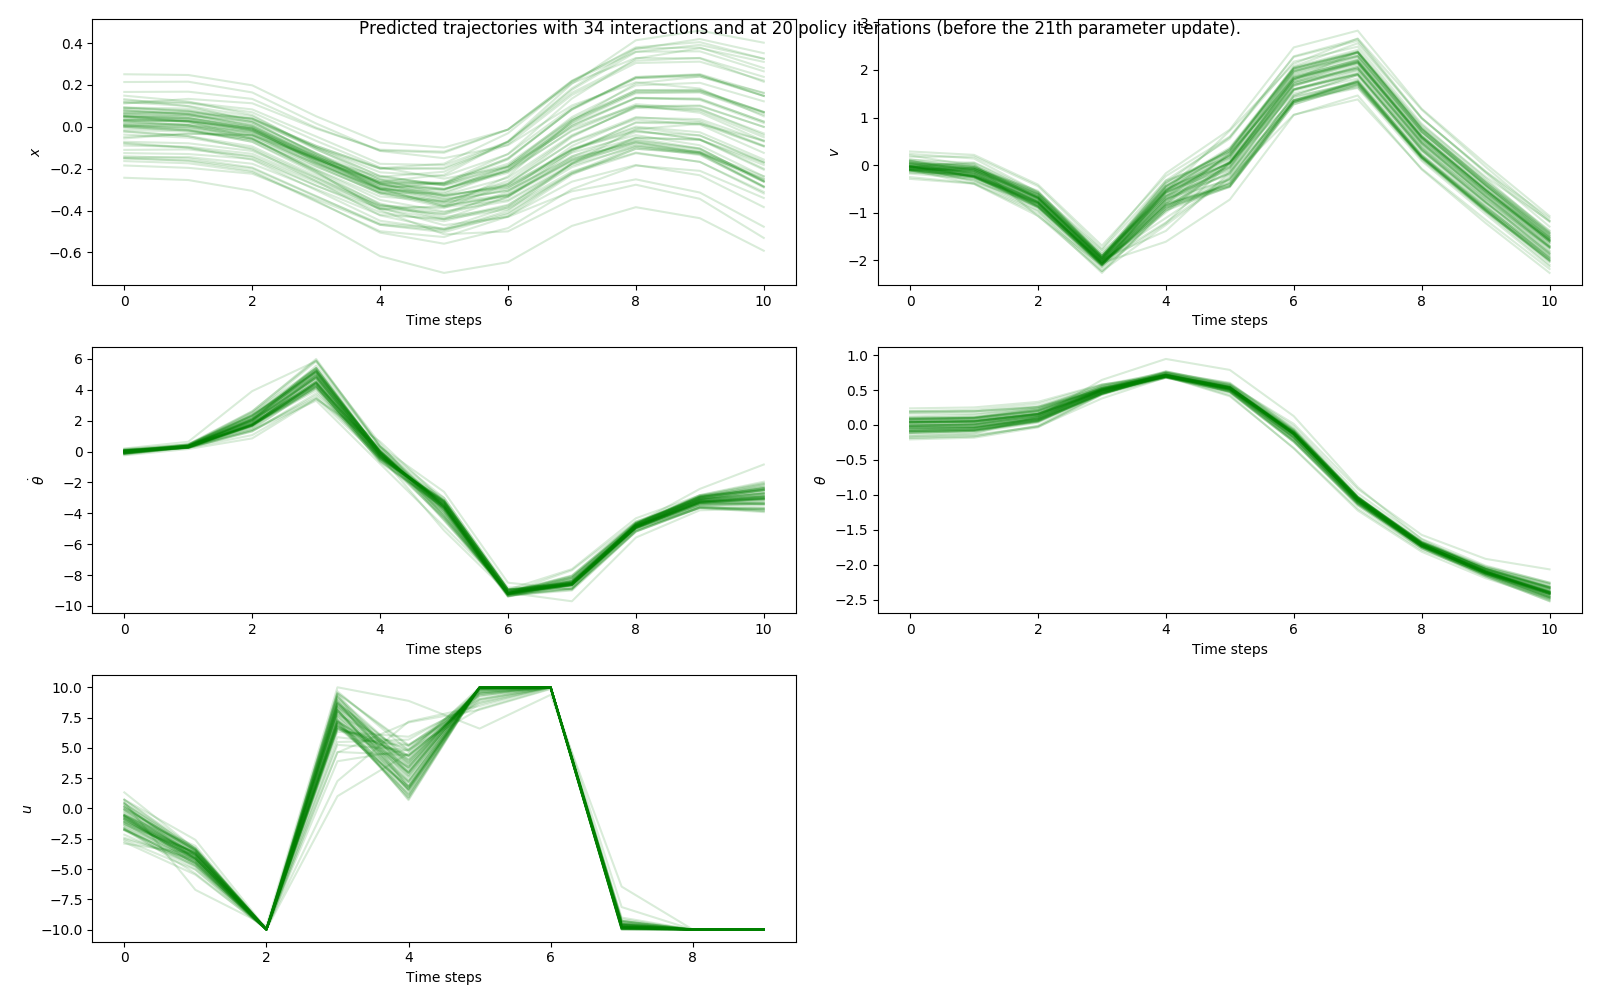 Predicted trajectories with 34 interactions and at 20 policy iterations (before the 21th parameter update).
0.4
0.2
0.0
−0.2
−0.4
−0.6
x
0 2 4 6 8 10
Time steps
3
2
1
0
−1
−2
v
0 2 4 6 8 10
Time steps
6
4
2
0
−2
−4
−6
−8
−10
θ̇
0 2 4 6 8 10
Time steps
1.0
0.5
0.0
−0.5
−1.0
−1.5
−2.0
−2.5
θ
0 2 4 6 8 10
Time steps
10.0
7.5
5.0
2.5
0.0
−2.5
−5.0
−7.5
−10.0
u
0 2 4 6 8
Time steps